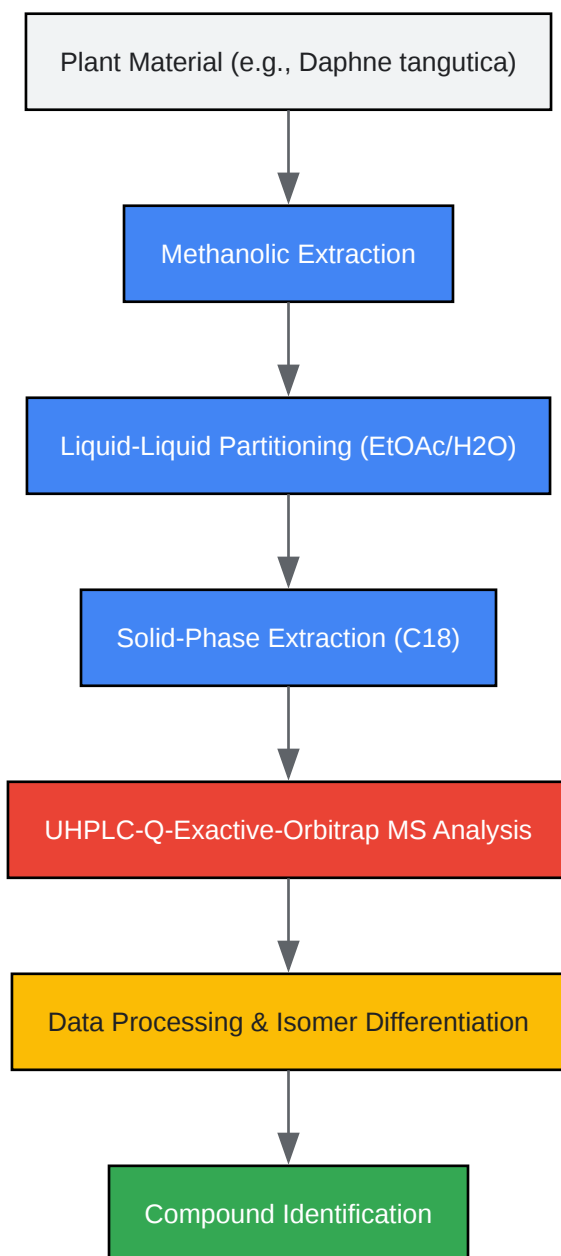 Plant Material (e.g., Daphne tangutica)
Methanolic Extraction
Liquid-Liquid Partitioning (EtOAc/H2O)
Solid-Phase Extraction (C18)
UHPLC-Q-Exactive-Orbitrap MS Analysis
Data Processing & Isomer Differentiation
Compound Identification